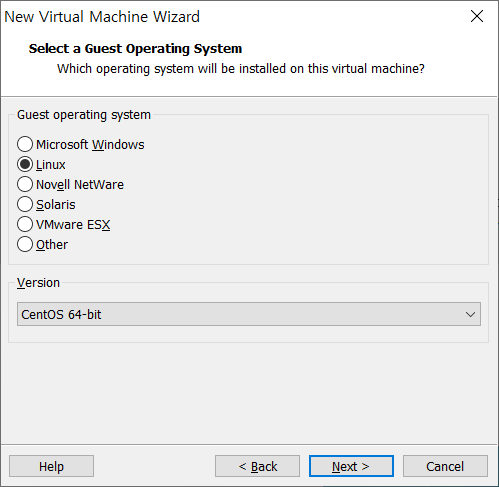 New Virtual Machine Wizard
Select a Guest Operating System
Which operating system will be installed on this virtual machine?
Guest operating system
Microsoft Windows
Linux
Novell NetWare
Solaris
VMware ESX
Other
Version
CentOS 64-bit
Help
< Back
Next >
Cancel